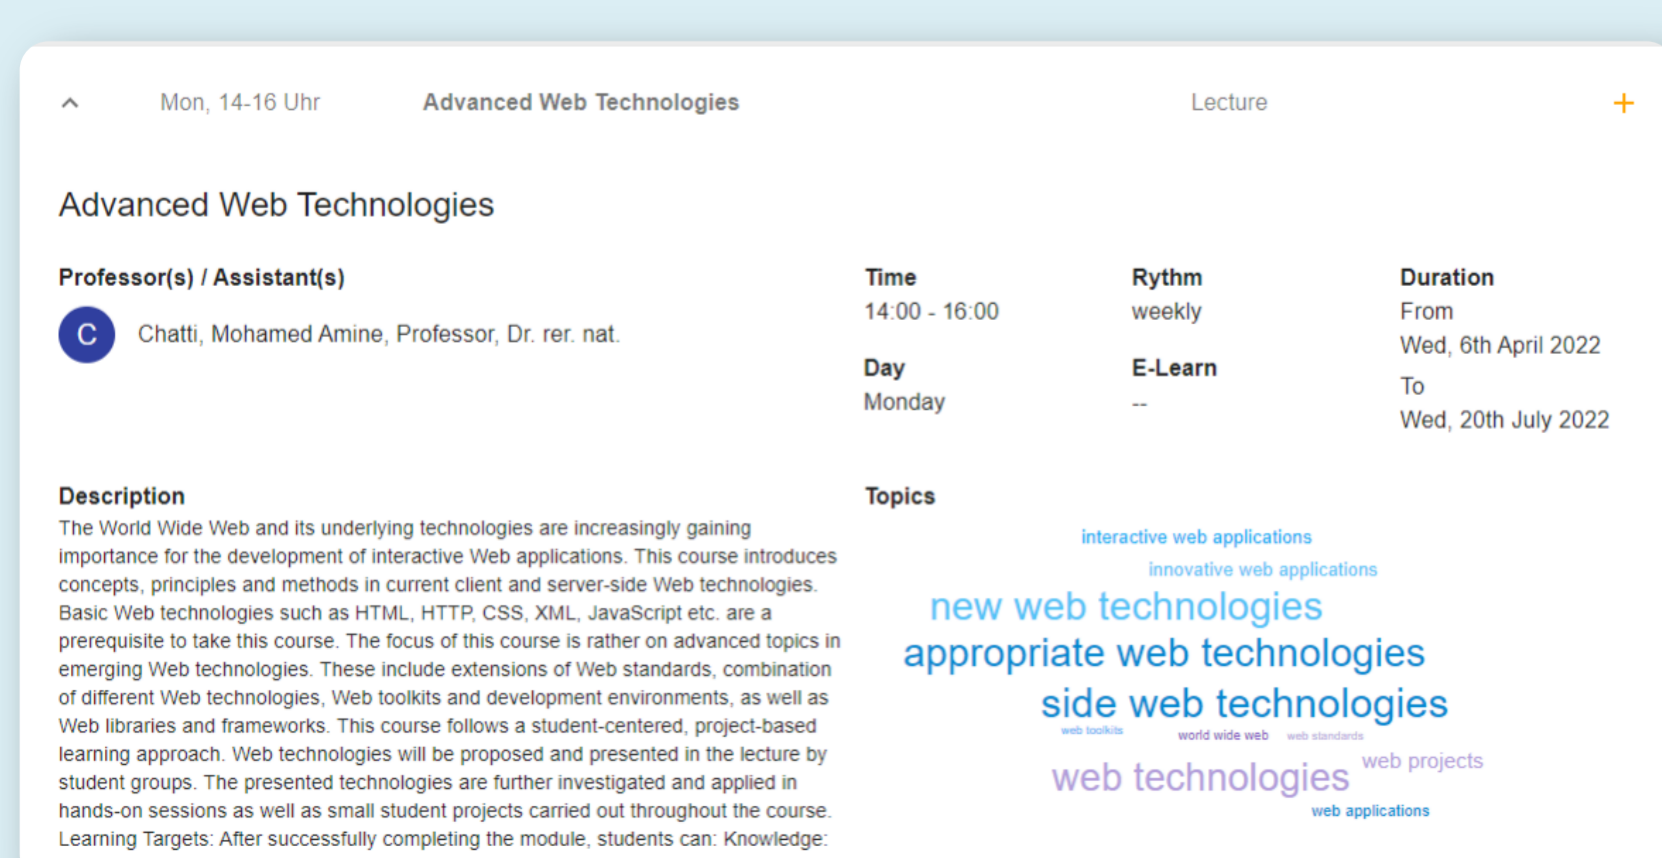 Mon, 14-16 Uhr
Advanced Web Technologies
Lecture
Advanced Web Technologies
Professor(s) / Assistant(s)
C
Chatti, Mohamed Amine, Professor, Dr. rer. nat.
Time
14:00 - 16:00
Day
Monday
Rythm
weekly
E-Learn
--
Duration
From
Wed, 6th April 2022
To
Wed, 20th July 2022
Description
The World Wide Web and its underlying technologies are increasingly gaining
importance for the development of interactive Web applications. This course introduces
concepts, principles and methods in current client and server-side Web technologies.
Basic Web technologies such as HTML, HTTP, CSS, XML, JavaScript etc. are a
prerequisite to take this course. The focus of this course is rather on advanced topics in
emerging Web technologies. These include extensions of Web standards, combination
of different Web technologies, Web toolkits and development environments, as well as
Web libraries and frameworks. This course follows a student-centered, project-based
learning approach. Web technologies will be proposed and presented in the lecture by
student groups. The presented technologies are further investigated and applied in
hands-on sessions as well as small student projects carried out throughout the course.
Learning Targets: After successfully completing the module, students can: Knowledge:
Topics
interactive web applications
innovative web applications
new web technologies
appropriate web technologies
side web technologies
web toolkits
world wide web
web standards
web technologies
web projects
web applications